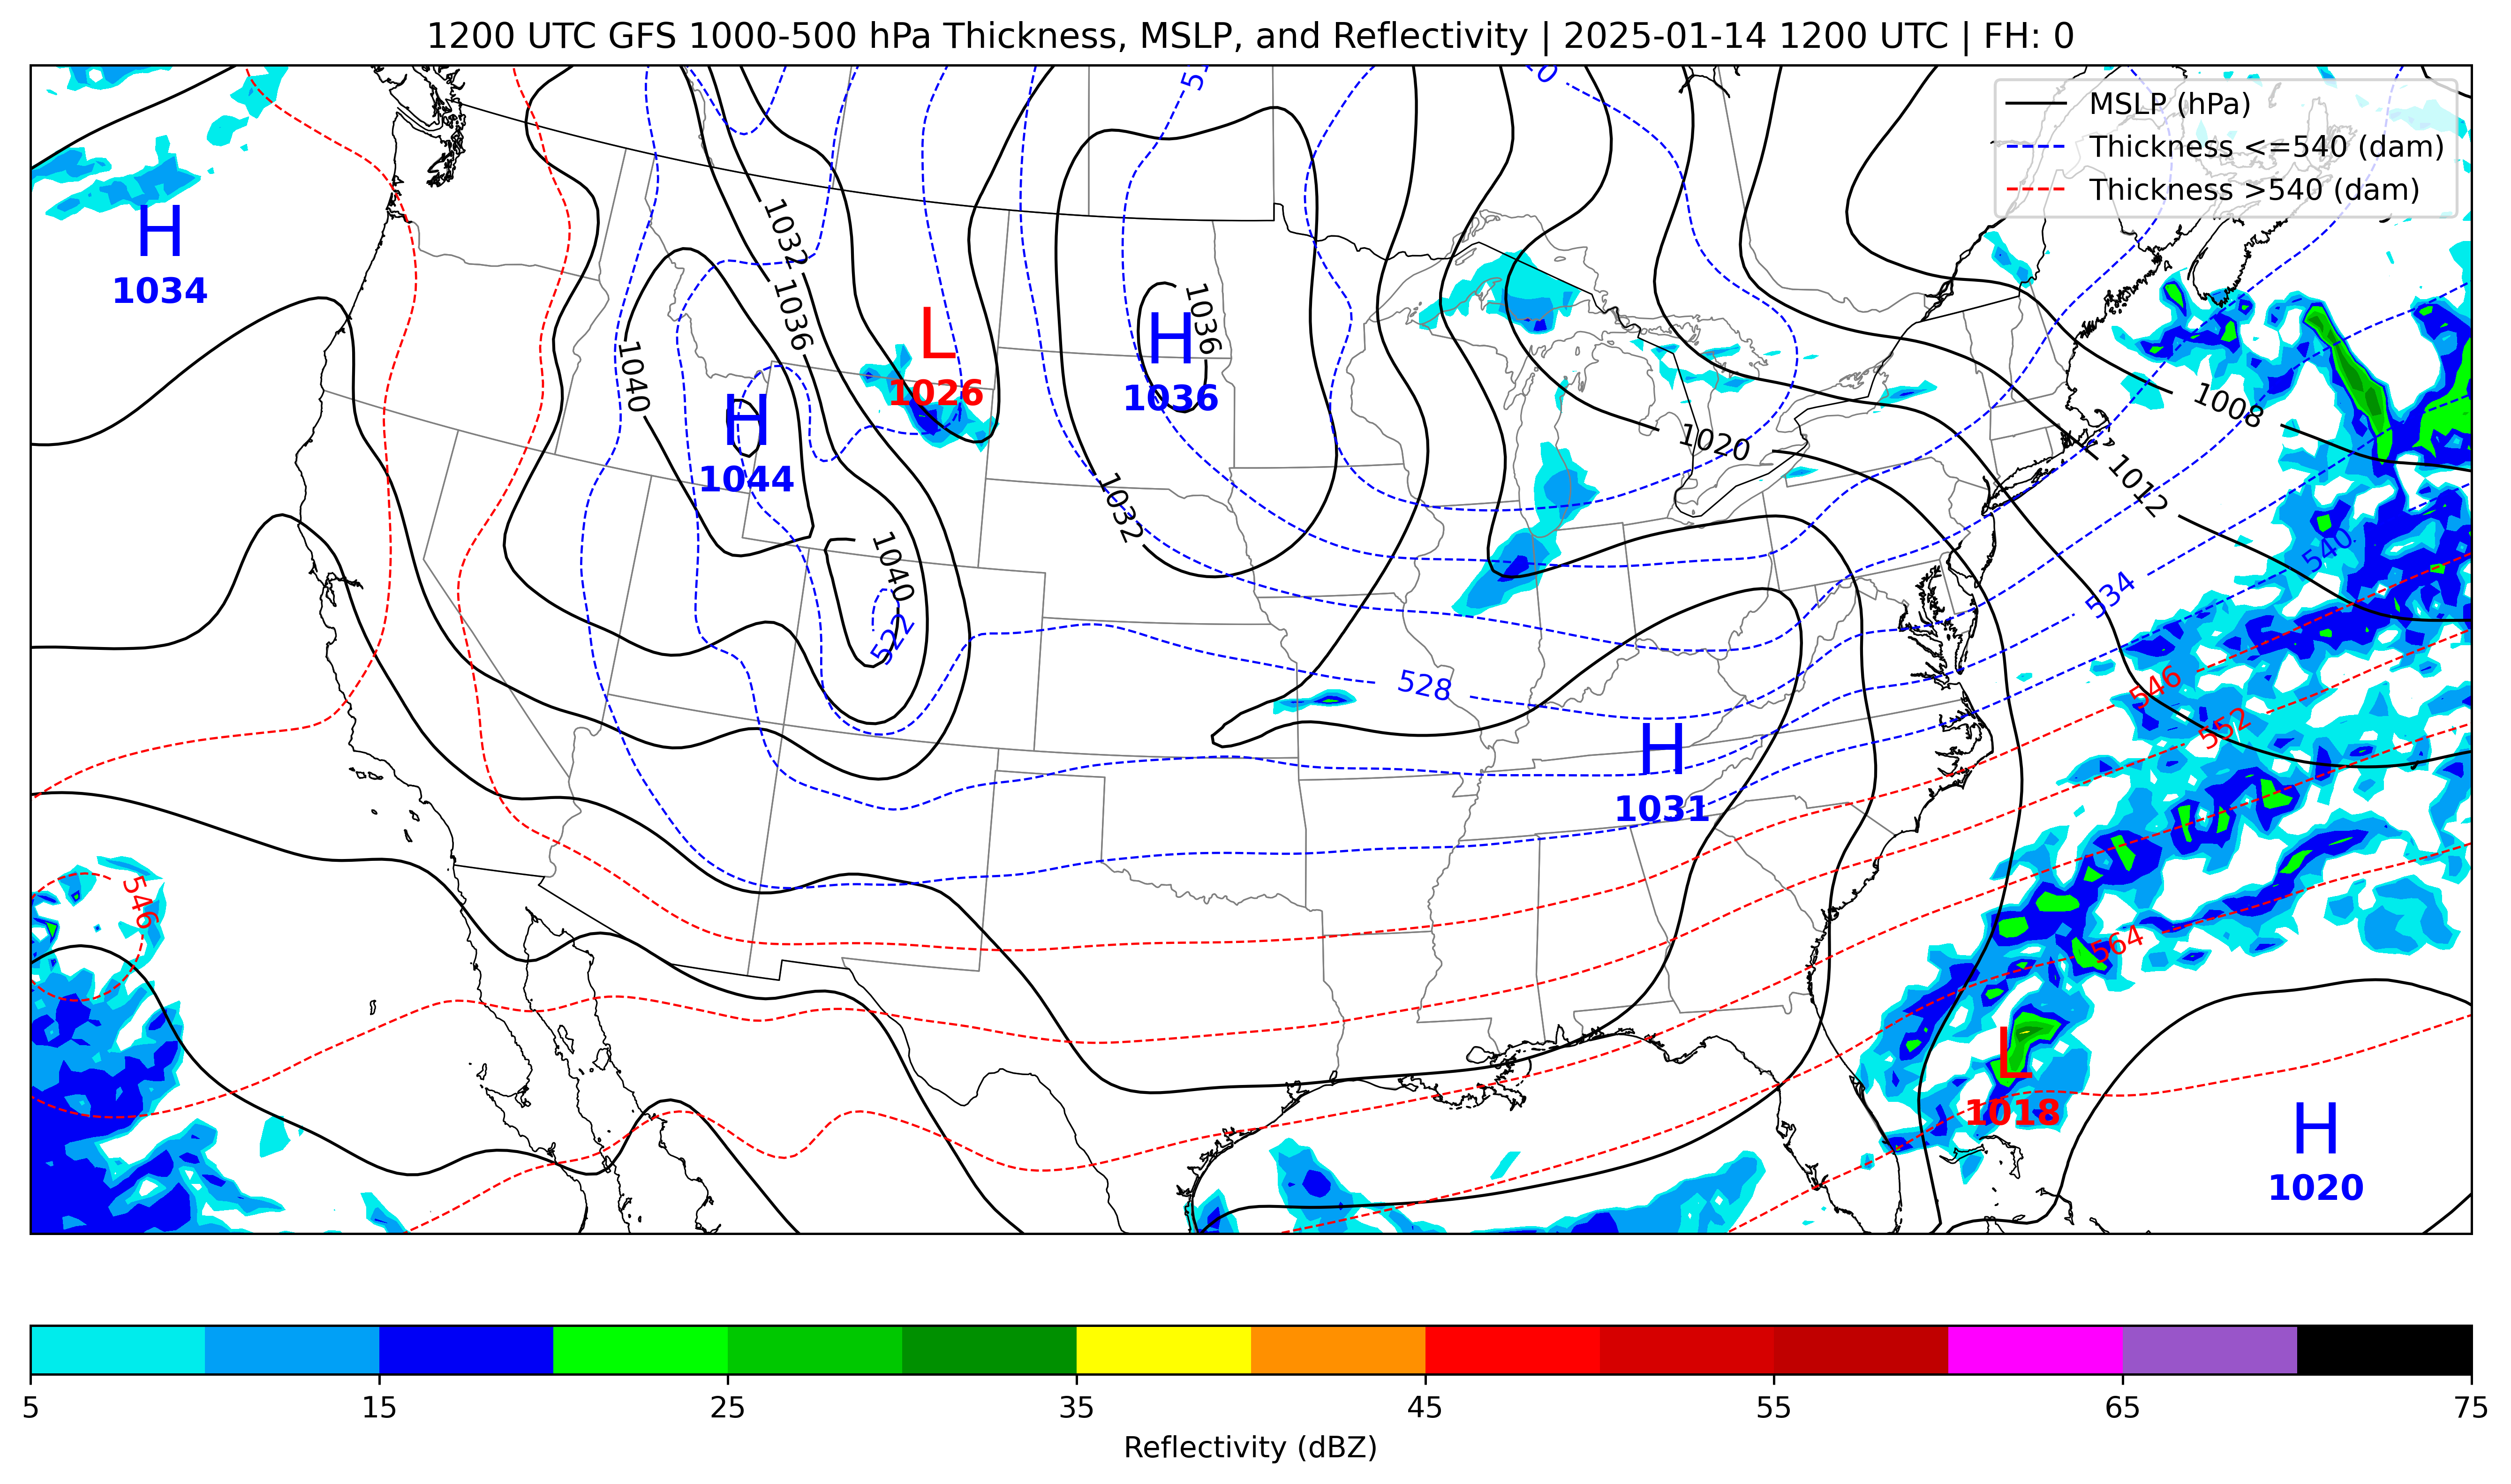 1200 UTC GFS 1000-500 hPa Thickness, MSLP, and Reflectivity | 2025-01-14 1200 UTC | FH: 0
MSLP (hPa)
Thickness <=540 (dam)
Thickness >540 (dam)
H
1034
1032
1036
1040
L
1026
H
1036
1036
H
1044
1008
1020
1012
1032
1040
522
540
534
528
546
552
H
1031
546
564
L
1018
H
1020
5
15
25
35
45
55
65
75
Reflectivity (dBZ)